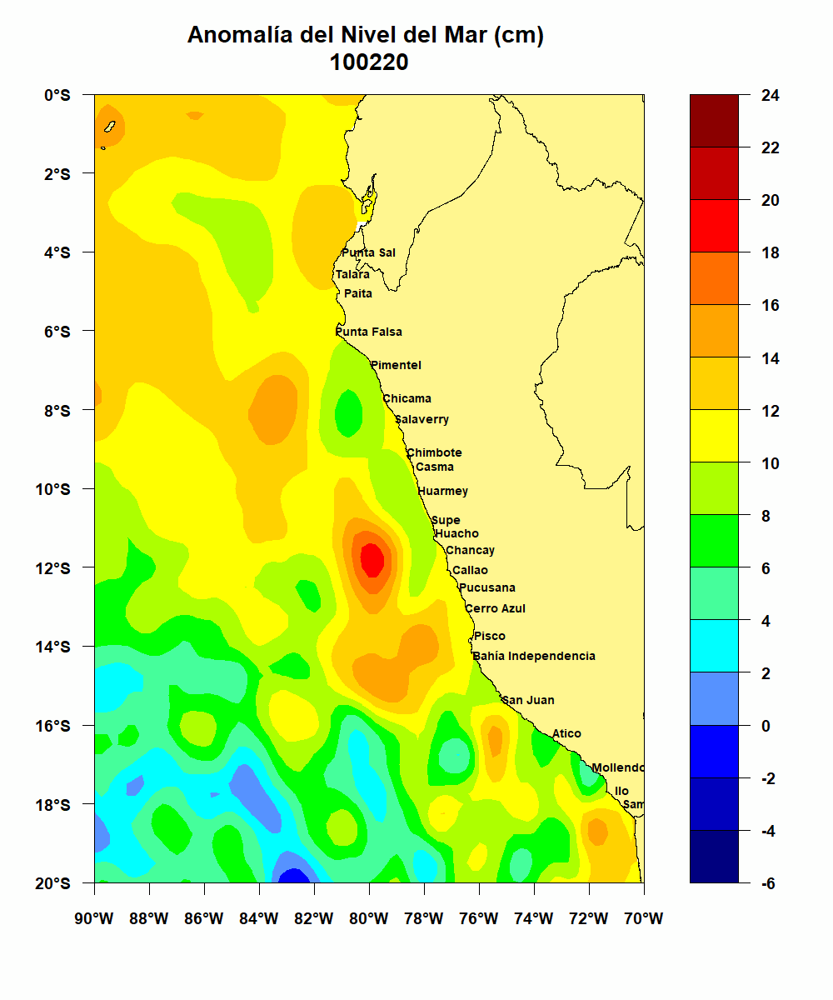 Anomalía del Nivel del Mar (cm)
100220
0°S
2°S
4°S
6°S
8°S
10°S
12°S
14°S
16°S
18°S
20°S
90°W 88°W 86°W 84°W 82°W 80°W 78°W 76°W 74°W 72°W 70°W
Punta Sal
Talara
Paita
Punta Falsa
Pimentel
Chicama
Salaverry
Chimbote
Casma
Huarmey
Supe
Huacho
Chancay
Callao
Pucusana
Cerro Azul
Pisco
Bahía Independencia
San Juan
Atico
Mollendo
Ilo
Sam
24
22
20
18
16
14
12
10
8
6
4
2
0
-2
-4
-6